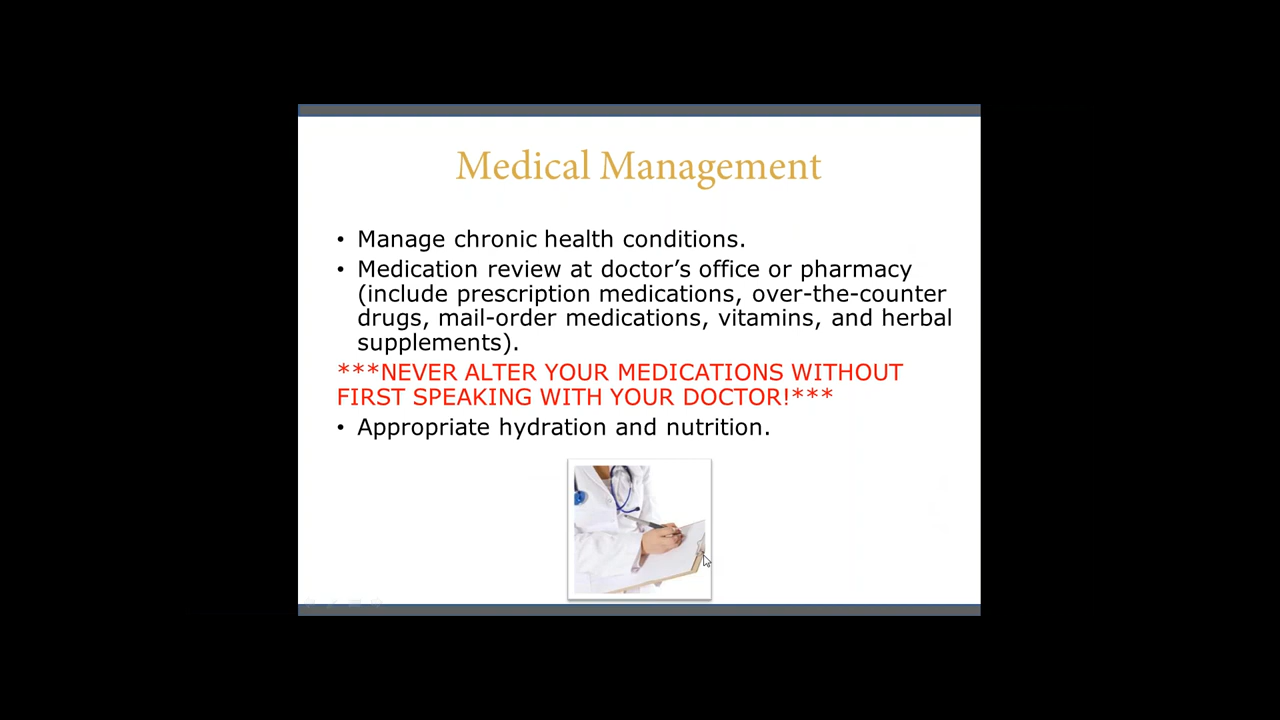 Medical Management
• Manage chronic health conditions.
• Medication review at doctor’s office or pharmacy
(include prescription medications, over-the-counter
drugs, mail-order medications, vitamins, and herbal
supplements).
***NEVER ALTER YOUR MEDICATIONS WITHOUT
FIRST SPEAKING WITH YOUR DOCTOR!***
• Appropriate hydration and nutrition.